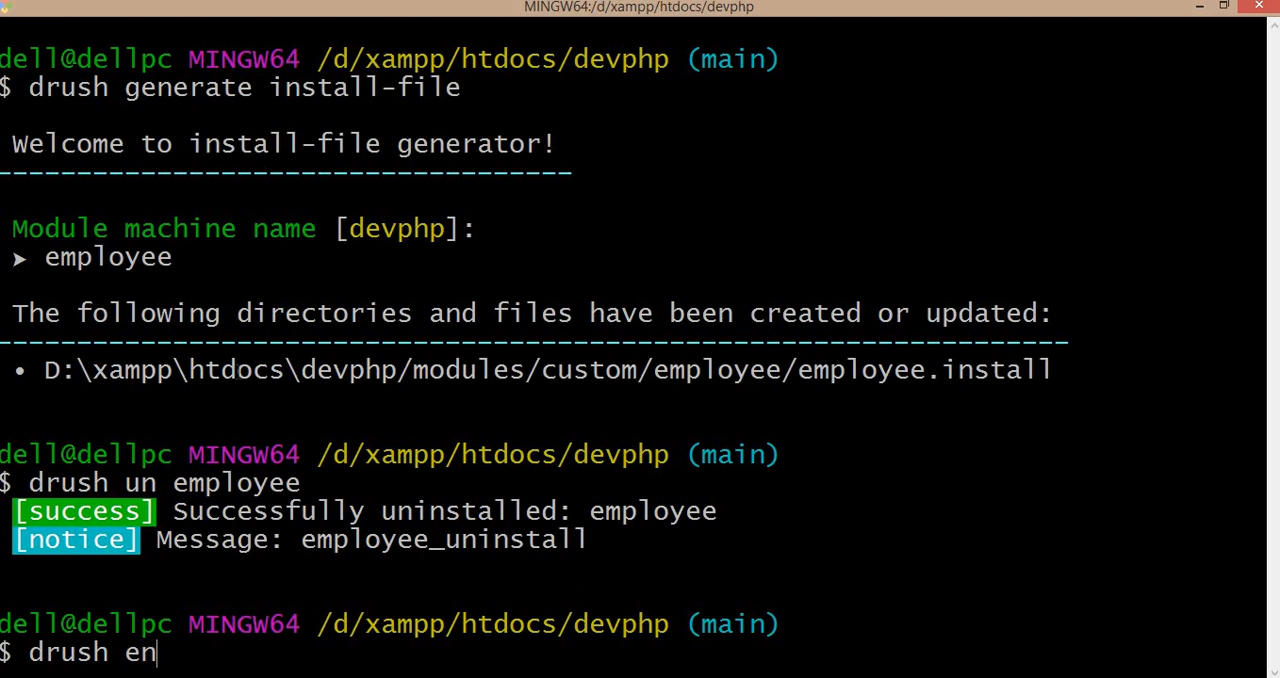 MINGW64:/d/xampp/htdocs/devphp
dell@dellpc MINGW64 /d/xampp/htdocs/devphp (main)
$ drush generate install-file
Welcome to install-file generator!
-----------------------------------
Module machine name [devphp]:
➤ employee
The following directories and files have been created or updated:
------------------------------------------------------------------
• D:\xampp\htdocs\devphp/modules/custom/employee/employee.install
dell@dellpc MINGW64 /d/xampp/htdocs/devphp (main)
$ drush un employee
[success] Successfully uninstalled: employee
[notice] Message: employee_uninstall
dell@dellpc MINGW64 /d/xampp/htdocs/devphp (main)
$ drush en